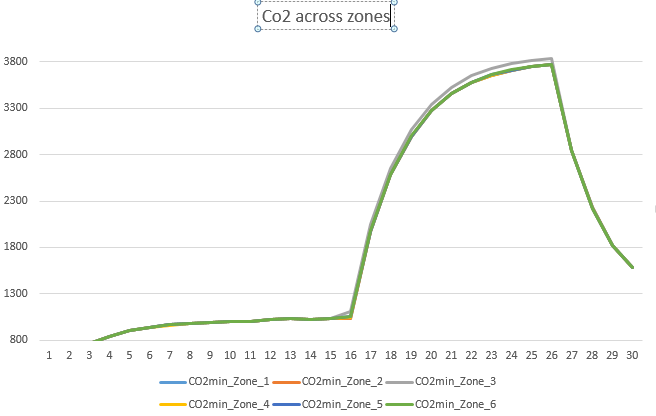 Co2 across zones
3800
3300
2800
2300
1800
1300
800
1 2 3 4 5 6 7 8 9 10 11 12 13 14 15 16 17 18 19 20 21 22 23 24 25 26 27 28 29 30
CO2min_Zone_1 CO2min_Zone_2 CO2min_Zone_3
CO2min_Zone_4 CO2min_Zone_5 CO2min_Zone_6